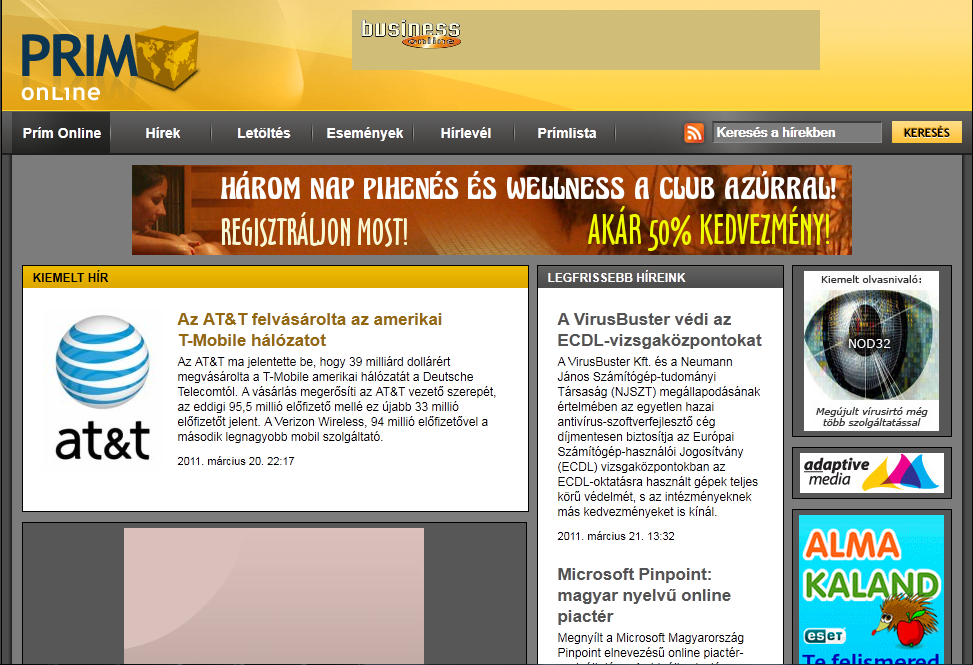 PRIM
onLine
business
online
Prím Online
Hírek
Letöltés
Események
Hírlevél
Prímlista
Keresés a hírekben
KERESÉS
HÁROM NAP PIHENÉS ÉS WELLNESS A CLUB AZÚRRAL!
REGISZTRÁLJON MOST!
AKÁR 50% KEDVEZMÉNY!
KIEMELT HÍR
Az AT&T felvásárolta az amerikai
T-Mobile hálózatot
Az AT&T ma jelentette be, hogy 39 milliárd dollárért
megvásárolta a T-Mobile amerikai hálózatát a Deutsche
Telecomtól. A vásárlás megerősíti az AT&T vezető szerepét,
az eddigi 95,5 millió előfizető mellé ez újabb 33 millió
előfizetőt jelent. A Verizon Wireless, 94 millió előfizetővel a
második legnagyobb mobil szolgáltató.
2011. március 20. 22:17
at&t
LEGFRISSEBB HÍREINK
A VirusBuster védi az
ECDL-vizsgaközpontokat
A VirusBuster Kft. és a Neumann
János Számítógép-tudományi
Társaság (NJSZT) megállapodásának
értelmében az egyetlen hazai
antivírus-szoftverfejlesztő cég
díjmentesen biztosítja az Európai
Számítógép-használói Jogosítvány
(ECDL) vizsgaközpontokban az
ECDL-oktatásra használt gépek teljes
körű védelmét, s az intézményeknek
más kedvezményeket is kínál.
2011. március 21. 13:32
Microsoft Pinpoint:
magyar nyelvű online
piactér
Megnyílt a Microsoft Magyarország
Pinpoint elnevezésű online piactér-
Kiemelt olvasnivaló:
NOD32
Megújult vírusirtó még
több szolgáltatással
adaptive
media
ALMA
KALAND
eseT
Te felismered